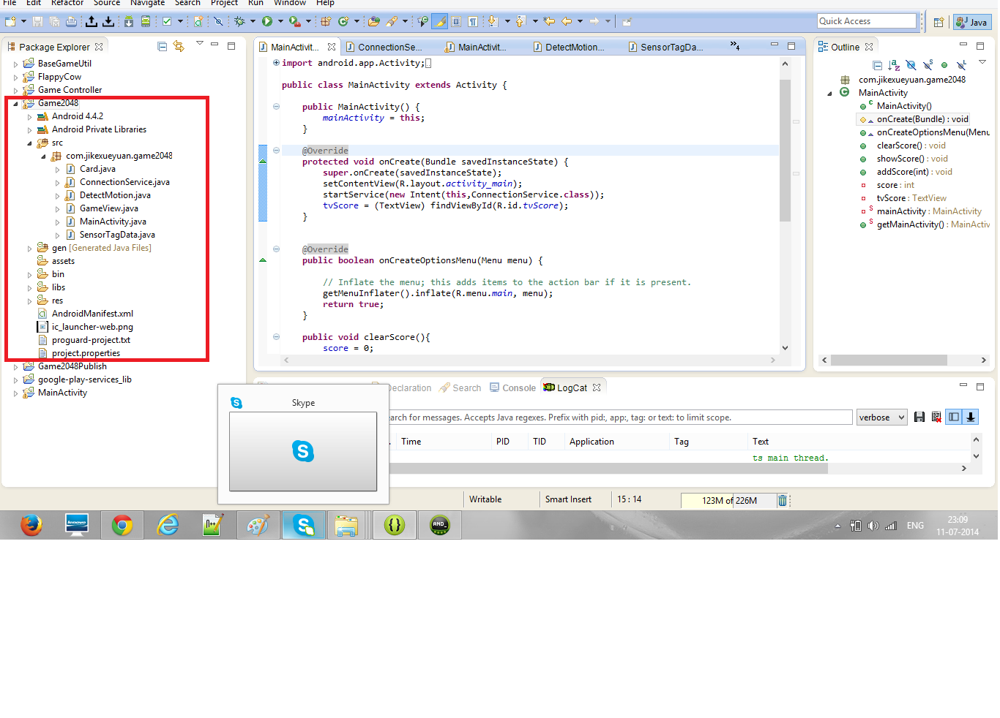 File Edit Refactor Source Navigate Search Project Run Window Help
Quick Access
Java
Package Explorer
BaseGameUtil
FlappyCow
Game Controller
Game2048
Android 4.4.2
Android Private Libraries
src
com.jikexueyuan.game2048
Card.java
ConnectionService.java
DetectMotion.java
GameView.java
MainActivity.java
SensorTagData.java
gen [Generated Java Files]
assets
bin
libs
res
AndroidManifest.xml
ic_launcher-web.png
proguard-project.txt
project.properties
Game2048Publish
google-play-services_lib
MainActivity
MainActivit... ConnectionSe... MainActivit... DetectMotion... SensorTagDa... »4
import android.app.Activity;
public class MainActivity extends Activity {
public MainActivity() {
mainActivity = this;
}
@Override
protected void onCreate(Bundle savedInstanceState) {
super.onCreate(savedInstanceState);
setContentView(R.layout.activity_main);
startService(new Intent(this,ConnectionService.class));
tvScore = (TextView) findViewById(R.id.tvScore);
}
@Override
public boolean onCreateOptionsMenu(Menu menu) {
// Inflate the menu; this adds items to the action bar if it is present.
getMenuInflater().inflate(R.menu.main, menu);
return true;
}
public void clearScore(){
score = 0;
Outline
com.jikexueyuan.game2048
MainActivity
MainActivity()
onCreate(Bundle) : void
onCreateOptionsMenu(Menu
clearScore() : void
showScore() : void
addScore(int) : void
score : int
tvScore : TextView
mainActivity : MainActivity
getMainActivity() : MainActiv
Declaration Search Console LogCat
earch for messages. Accepts Java regexes. Prefix with pid:, app:, tag: or text: to limit scope.
verbose
. Time PID TID Application Tag Text
ts main thread.
Skype
Writable Smart Insert 15 : 14 123M of 226M
lenovo
n++
{}
AND_
ENG
23:09
11-07-2014